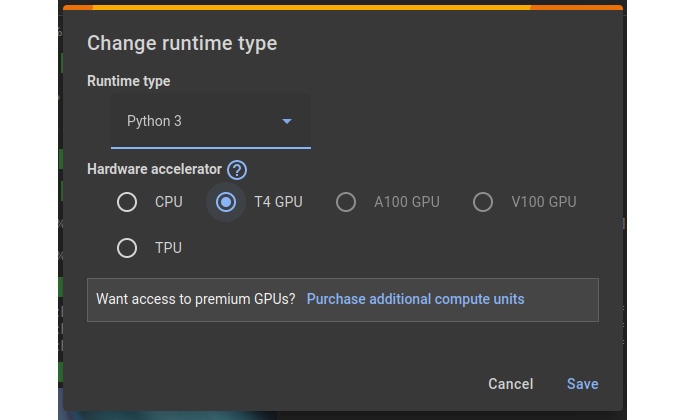 Change runtime type
Runtime type
Python 3
Hardware accelerator ?
CPU T4 GPU A100 GPU V100 GPU
TPU
Want access to premium GPUs? Purchase additional compute units
Cancel Save